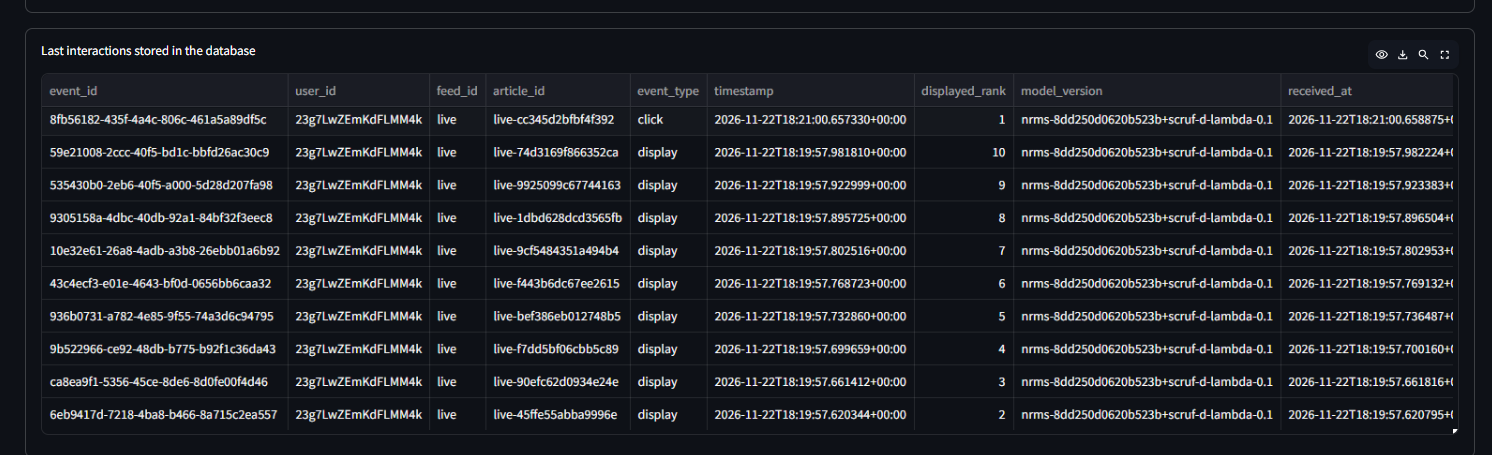 Last interactions stored in the database
event_id user_id feed_id article_id event_type timestamp displayed_rank model_version received_at
8fb56182-435f-4a4c-806c-461a5a89df5c 23g7LwZEmKdFLMM4k live live-cc345d2bfbf4f392 click 2026-11-22T18:21:00.657330+00:00 1 nrms-8dd250d0620b523b+scruf-d-lambda-0.1 2026-11-22T18:21:00.658875+(
59e21008-2ccc-40f5-bd1c-bbfd26ac30c9 23g7LwZEmKdFLMM4k live live-74d3169f866352ca display 2026-11-22T18:19:57.981810+00:00 10 nrms-8dd250d0620b523b+scruf-d-lambda-0.1 2026-11-22T18:19:57.982224+(
535430b0-2eb6-40f5-a000-5d28d207fa98 23g7LwZEmKdFLMM4k live live-9925099c67744163 display 2026-11-22T18:19:57.922999+00:00 9 nrms-8dd250d0620b523b+scruf-d-lambda-0.1 2026-11-22T18:19:57.923383+(
9305158a-4dbc-40db-92a1-84bf32f3eec8 23g7LwZEmKdFLMM4k live live-1dbd628dcd3565fb display 2026-11-22T18:19:57.895725+00:00 8 nrms-8dd250d0620b523b+scruf-d-lambda-0.1 2026-11-22T18:19:57.896504+(
10e32e61-26a8-4adb-a3b8-26ebb01a6b92 23g7LwZEmKdFLMM4k live live-9cf5484351a494b4 display 2026-11-22T18:19:57.802516+00:00 7 nrms-8dd250d0620b523b+scruf-d-lambda-0.1 2026-11-22T18:19:57.802953+(
43c4ecf3-e01e-4643-bf0d-0656bb6caa32 23g7LwZEmKdFLMM4k live live-f443b6dc67ee2615 display 2026-11-22T18:19:57.768723+00:00 6 nrms-8dd250d0620b523b+scruf-d-lambda-0.1 2026-11-22T18:19:57.769132+(
936b0731-a782-4e85-9f55-74a3d6c94795 23g7LwZEmKdFLMM4k live live-bef386eb012748b5 display 2026-11-22T18:19:57.732860+00:00 5 nrms-8dd250d0620b523b+scruf-d-lambda-0.1 2026-11-22T18:19:57.736487+(
9b522966-ce92-48db-b775-b92f1c36da43 23g7LwZEmKdFLMM4k live live-f7dd5bf06cbb5c89 display 2026-11-22T18:19:57.699659+00:00 4 nrms-8dd250d0620b523b+scruf-d-lambda-0.1 2026-11-22T18:19:57.700160+(
ca8ea9f1-5356-45ce-8de6-8d0fe00f4d46 23g7LwZEmKdFLMM4k live live-90efc62d0934e24e display 2026-11-22T18:19:57.661412+00:00 3 nrms-8dd250d0620b523b+scruf-d-lambda-0.1 2026-11-22T18:19:57.661816+(
6eb9417d-7218-4ba8-b466-8a715c2ea557 23g7LwZEmKdFLMM4k live live-45ffe55abba9996e display 2026-11-22T18:19:57.620344+00:00 2 nrms-8dd250d0620b523b+scruf-d-lambda-0.1 2026-11-22T18:19:57.620795+(